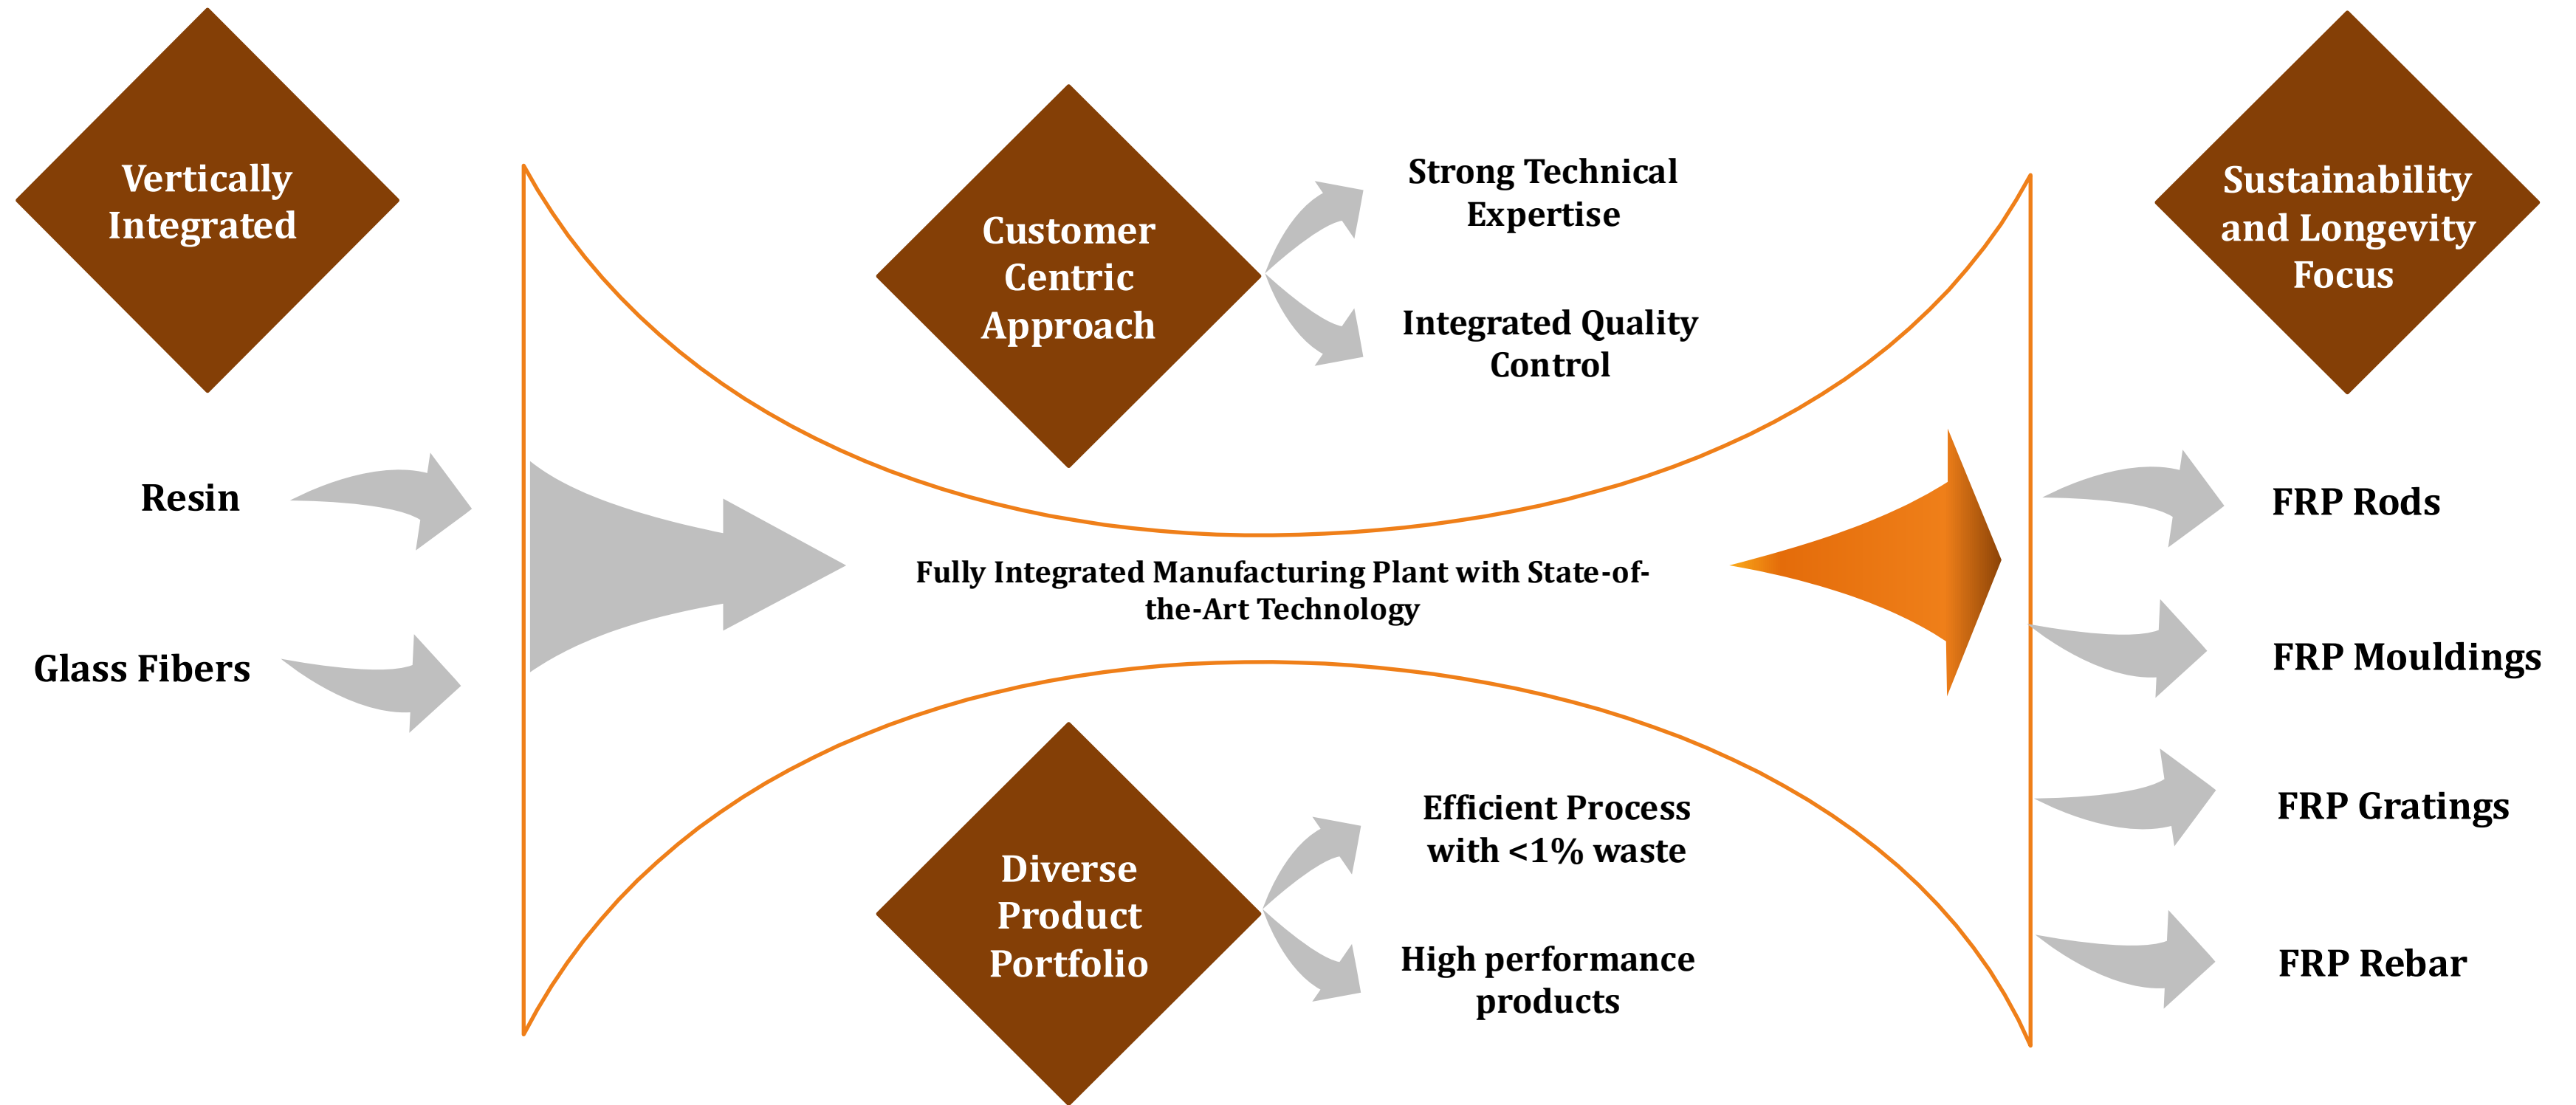 Vertically
Integrated
Resin
Glass Fibers
Customer
Centric
Approach
Strong Technical
Expertise
Integrated Quality
Control
Fully Integrated Manufacturing Plant with State-of-
the-Art Technology
Diverse
Product
Portfolio
Efficient Process
with <1% waste
High performance
products
Sustainability
and Longevity
Focus
FRP Rods
FRP Mouldings
FRP Gratings
FRP Rebar